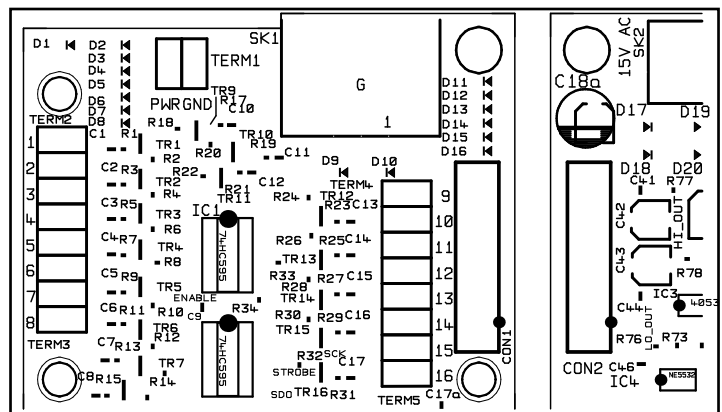 SK1
15V AC
SK2
D1
D2
D3
D4
D5
D6
D7
D8
TERM1
PWR GND
G
1
C18a
D17
D19
D18
D20
D11
D12
D13
D14
D15
D16
TR9
R17
C10
R18
TR10
R20
R19
C11
R22
C12
R21
TR11
D9
D10
TERM2
1
2
3
4
5
6
7
8
TERM3
C1
R1
TR1
R2
C2
R3
TR2
R4
C3
R5
TR3
R6
C4
R7
TR4
R8
C5
R9
TR5
R10
C6
R11
TR6
R12
C7
R13
TR7
C8
R15
R14
IC1
74HC595
ENABLE
C9
R34
74HC595
TERM4
TR12
R24
R23
C13
R26
R25
C14
TR13
R33
R27
C15
R28
TR14
R30
R29
C16
TR15
R32
SCK
STROBE
C17
SDO
TR16
R31
9
10
11
12
13
14
15
16
TERM5
C17a
CON1
CON2
C41
R77
C42
HI_OUT
C43
R78
C44
IC3
4053
LO_OUT
R76
R73
C46
IC4
NE5532